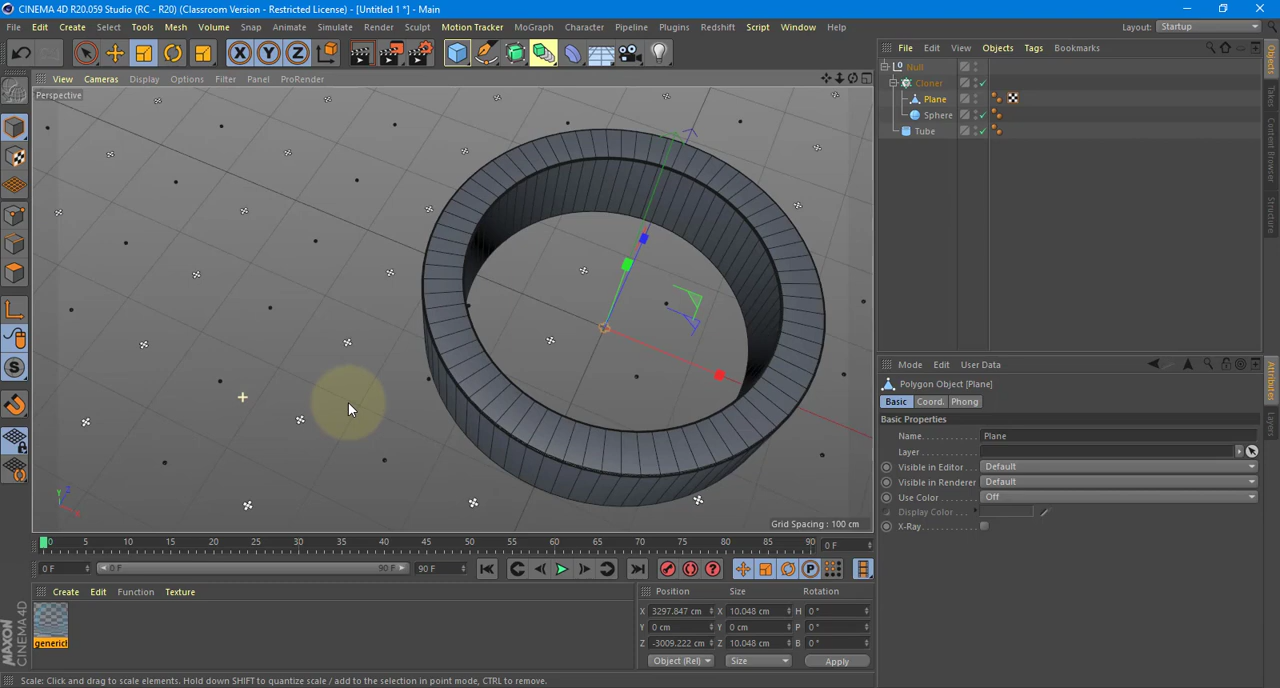 CINEMA 4D R20.059 Studio (RC - R20) (Classroom Version - Restricted License) - [Untitled 1 *] - Main
File Edit Create Select Tools Mesh Volume Snap Animate Simulate Render Sculpt Motion Tracker MoGraph Character Pipeline Plugins Redshift Script Window Help Layout: Startup
X Y Z
File Edit View Objects Tags Bookmarks
View Cameras Display Options Filter Panel ProRender
Perspective
Null
Cloner
Plane
Sphere
Tube
Objects
Takes
Content Browser
Structure
Mode Edit User Data
Polygon Object [Plane]
Basic Coord. Phong
Basic Properties
Name Plane
Layer
Visible in Editor Default
Visible in Renderer Default
Use Color Off
Display Color
X-Ray
Attributes
Layers
Grid Spacing : 100 cm
0 5 10 15 20 25 30 35 40 45 50 55 60 65 70 75 80 85 90 0 F
0 F 0 F 90 F 90 F
Create Edit Function Texture
Position Size Rotation
X 3297.847 cm X 10.048 cm H 0 °
Y 0 cm Y 0 cm P 0 °
Z -3009.222 cm Z 10.048 cm B 0 °
Object (Rel) Size Apply
MAXON CINEMA 4D
Scale: Click and drag to scale elements. Hold down SHIFT to quantize scale / add to the selection in point mode, CTRL to remove.